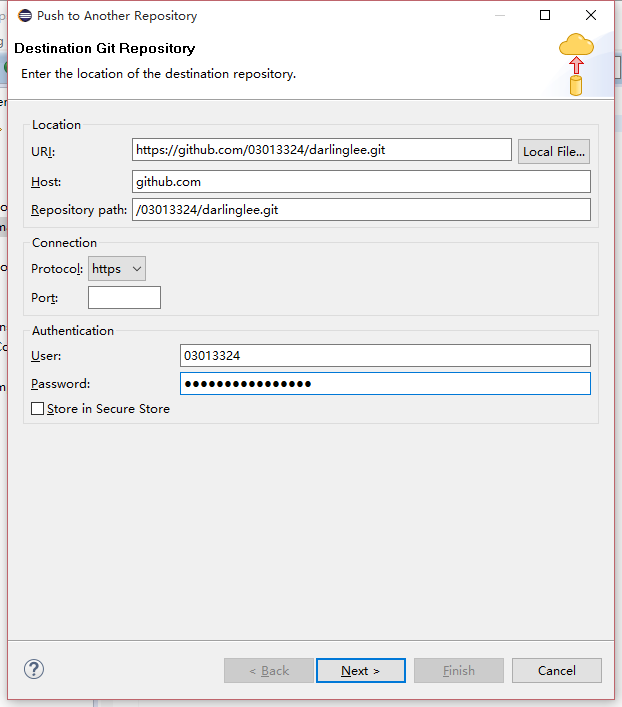 Push to Another Repository
Destination Git Repository
Enter the location of the destination repository.
Location
URI:
https://github.com/03013324/darlinglee.git
Local File...
Host:
github.com
Repository path:
/03013324/darlinglee.git
Connection
Protocol:
https
Port:
Authentication
User:
03013324
Password:
●●●●●●●●●●●●●●●●
Store in Secure Store
?
< Back
Next >
Finish
Cancel